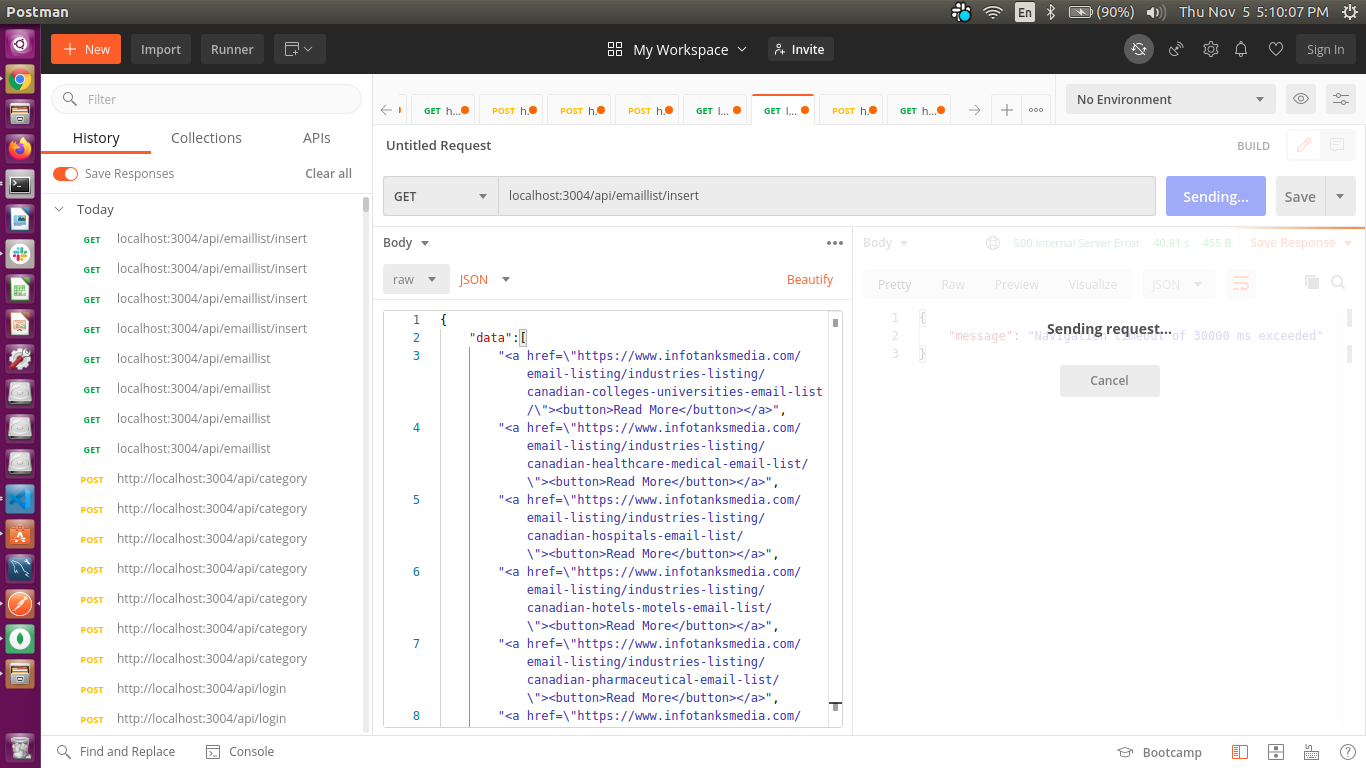 Postman
En
(90%)
Thu Nov 5 5:10:07 PM
New
Import
Runner
My Workspace
Invite
Sign In
Filter
History
Collections
APIs
Save Responses
Clear all
Today
GET localhost:3004/api/emaillist/insert
GET localhost:3004/api/emaillist/insert
GET localhost:3004/api/emaillist/insert
GET localhost:3004/api/emaillist/insert
GET localhost:3004/api/emaillist
GET localhost:3004/api/emaillist
GET localhost:3004/api/emaillist
GET localhost:3004/api/emaillist
POST http://localhost:3004/api/category
POST http://localhost:3004/api/category
POST http://localhost:3004/api/category
POST http://localhost:3004/api/category
POST http://localhost:3004/api/category
POST http://localhost:3004/api/category
POST http://localhost:3004/api/category
POST http://localhost:3004/api/login
POST http://localhost:3004/api/login
GET h...
POST h.
POST h.
POST h.
GET l...
GET l...
POST h.
GET h...
No Environment
Untitled Request
BUILD
GET
localhost:3004/api/emaillist/insert
Sending...
Save
Body
raw
JSON
Beautify
1 {
2 "data":[
3 "<a href=\"https://www.infotanksmedia.com/
email-listing/industries-listing/
canadian-colleges-universities-email-list
/\"><button>Read More</button></a>",
4 "<a href=\"https://www.infotanksmedia.com/
email-listing/industries-listing/
canadian-healthcare-medical-email-list/
\"><button>Read More</button></a>",
5 "<a href=\"https://www.infotanksmedia.com/
email-listing/industries-listing/
canadian-hospitals-email-list/
\"><button>Read More</button></a>",
6 "<a href=\"https://www.infotanksmedia.com/
email-listing/industries-listing/
canadian-hotels-motels-email-list/
\"><button>Read More</button></a>",
7 "<a href=\"https://www.infotanksmedia.com/
email-listing/industries-listing/
canadian-pharmaceutical-email-list/
\"><button>Read More</button></a>",
8 "<a href=\"https://www.infotanksmedia.com/
Body
500 Internal Server Error
40.81 s
455 B
Save Response
Pretty
Raw
Preview
Visualize
JSON
1 {
2 "message": "Navigation timeout of 30000 ms exceeded"
3 }
Sending request...
Cancel
Find and Replace
Console
Bootcamp